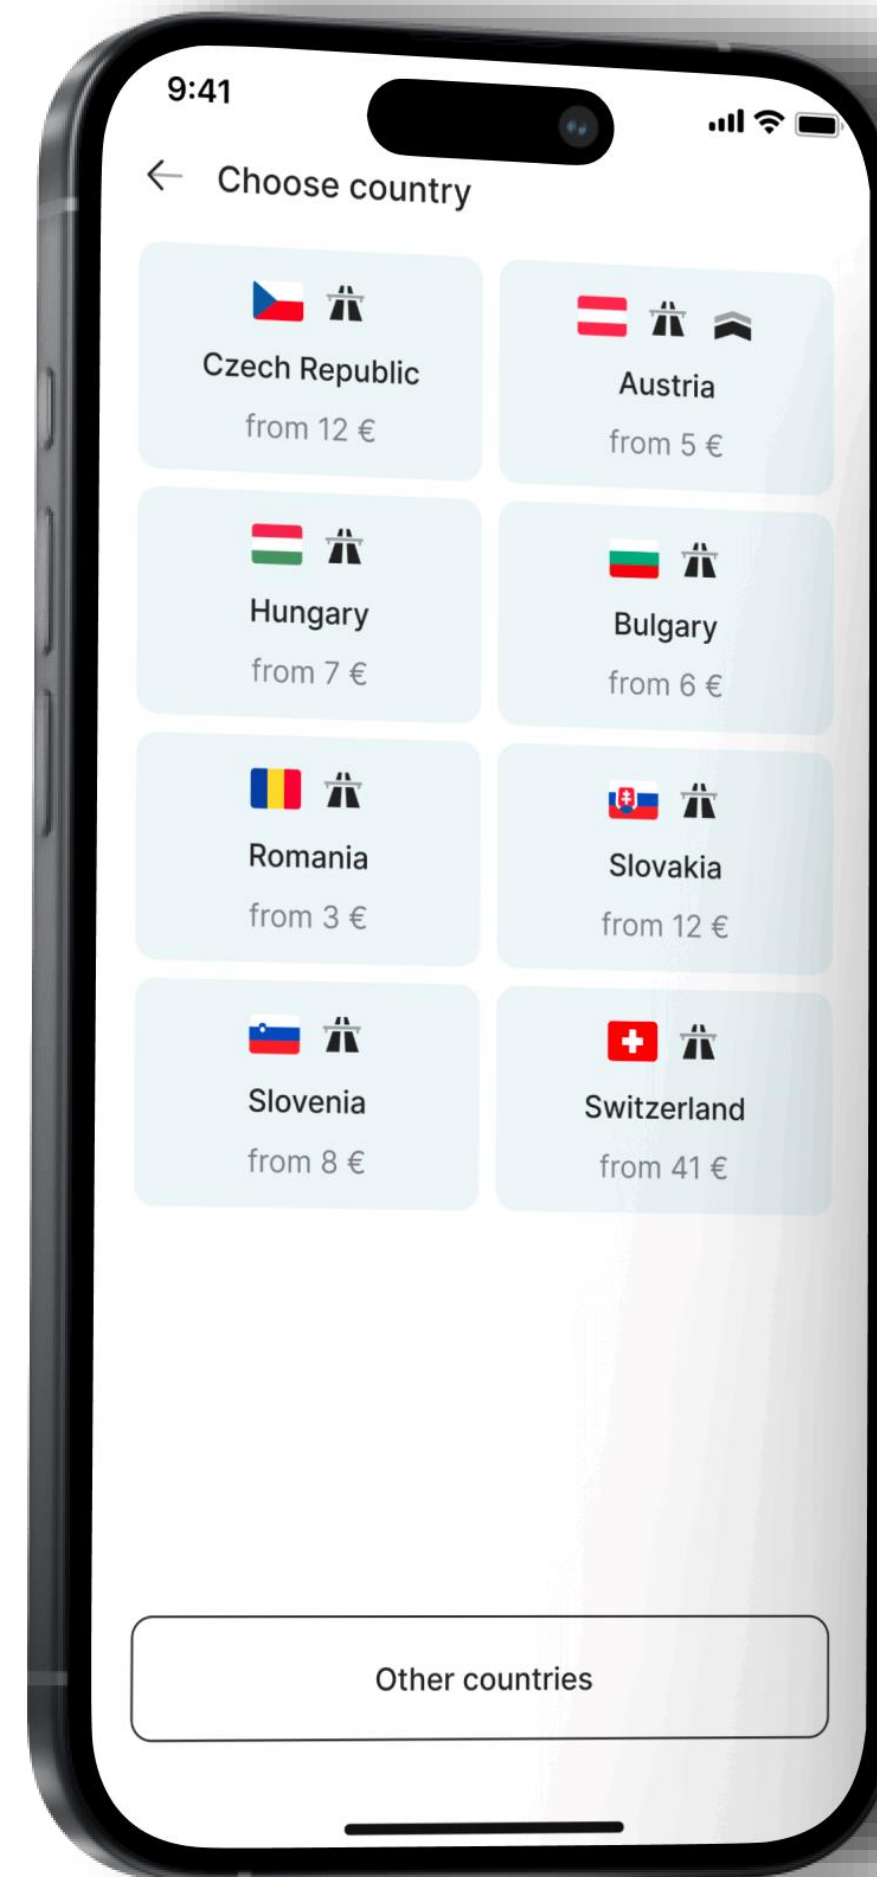 9:41
Choose country
Czech Republic
from 12 €
Austria
from 5 €
Hungary
from 7 €
Bulgary
from 6 €
Romania
from 3 €
Slovakia
from 12 €
Slovenia
from 8 €
Switzerland
from 41 €
Other countries